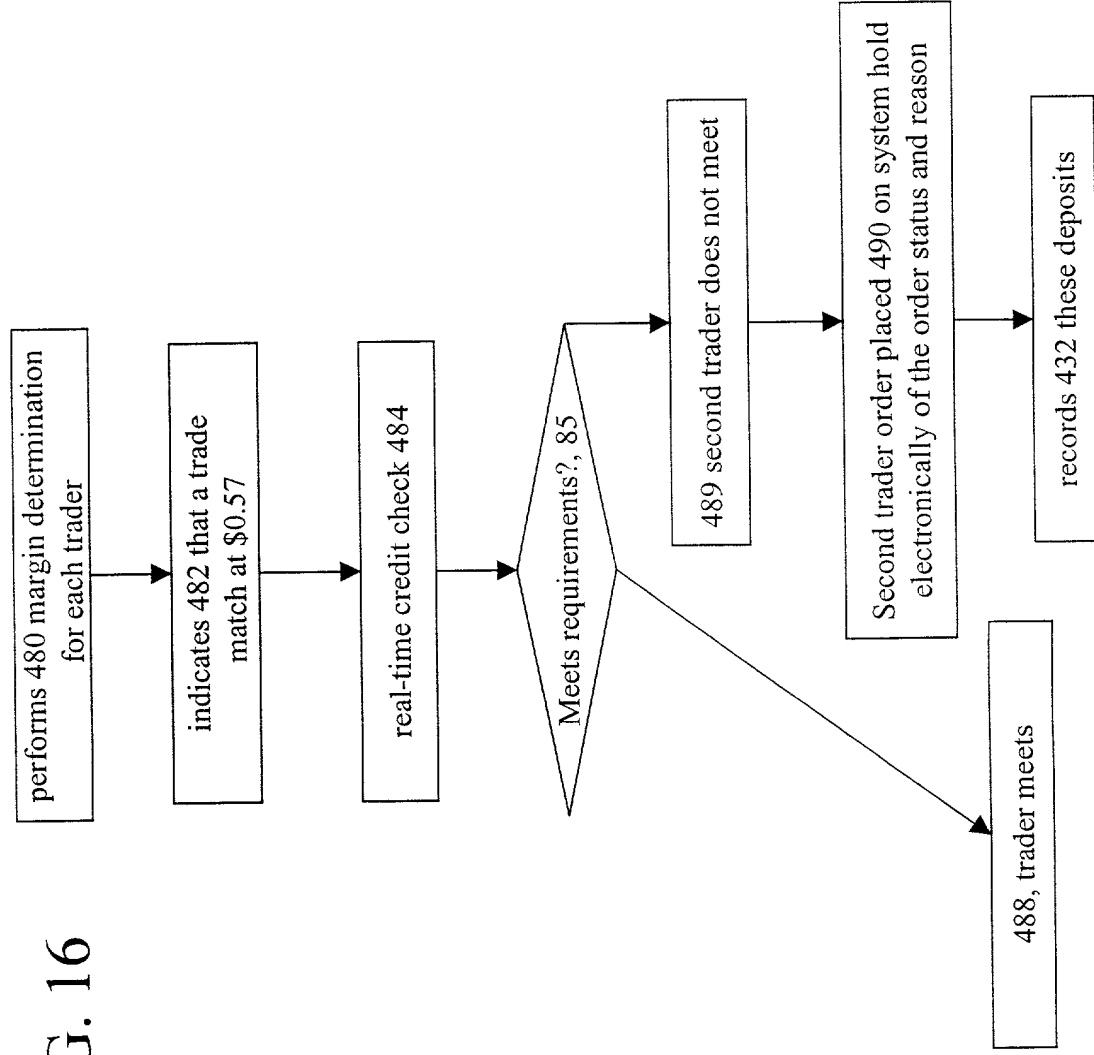 G. 16
performs 480 margin determination
for each trader
indicates 482 that a trade
match at $0.57
real-time credit check 484
Meets requirements?, 85
489 second trader does not meet
Second trader order placed 490 on system hold
electronically of the order status and reason
records 432 these deposits
488, trader meets